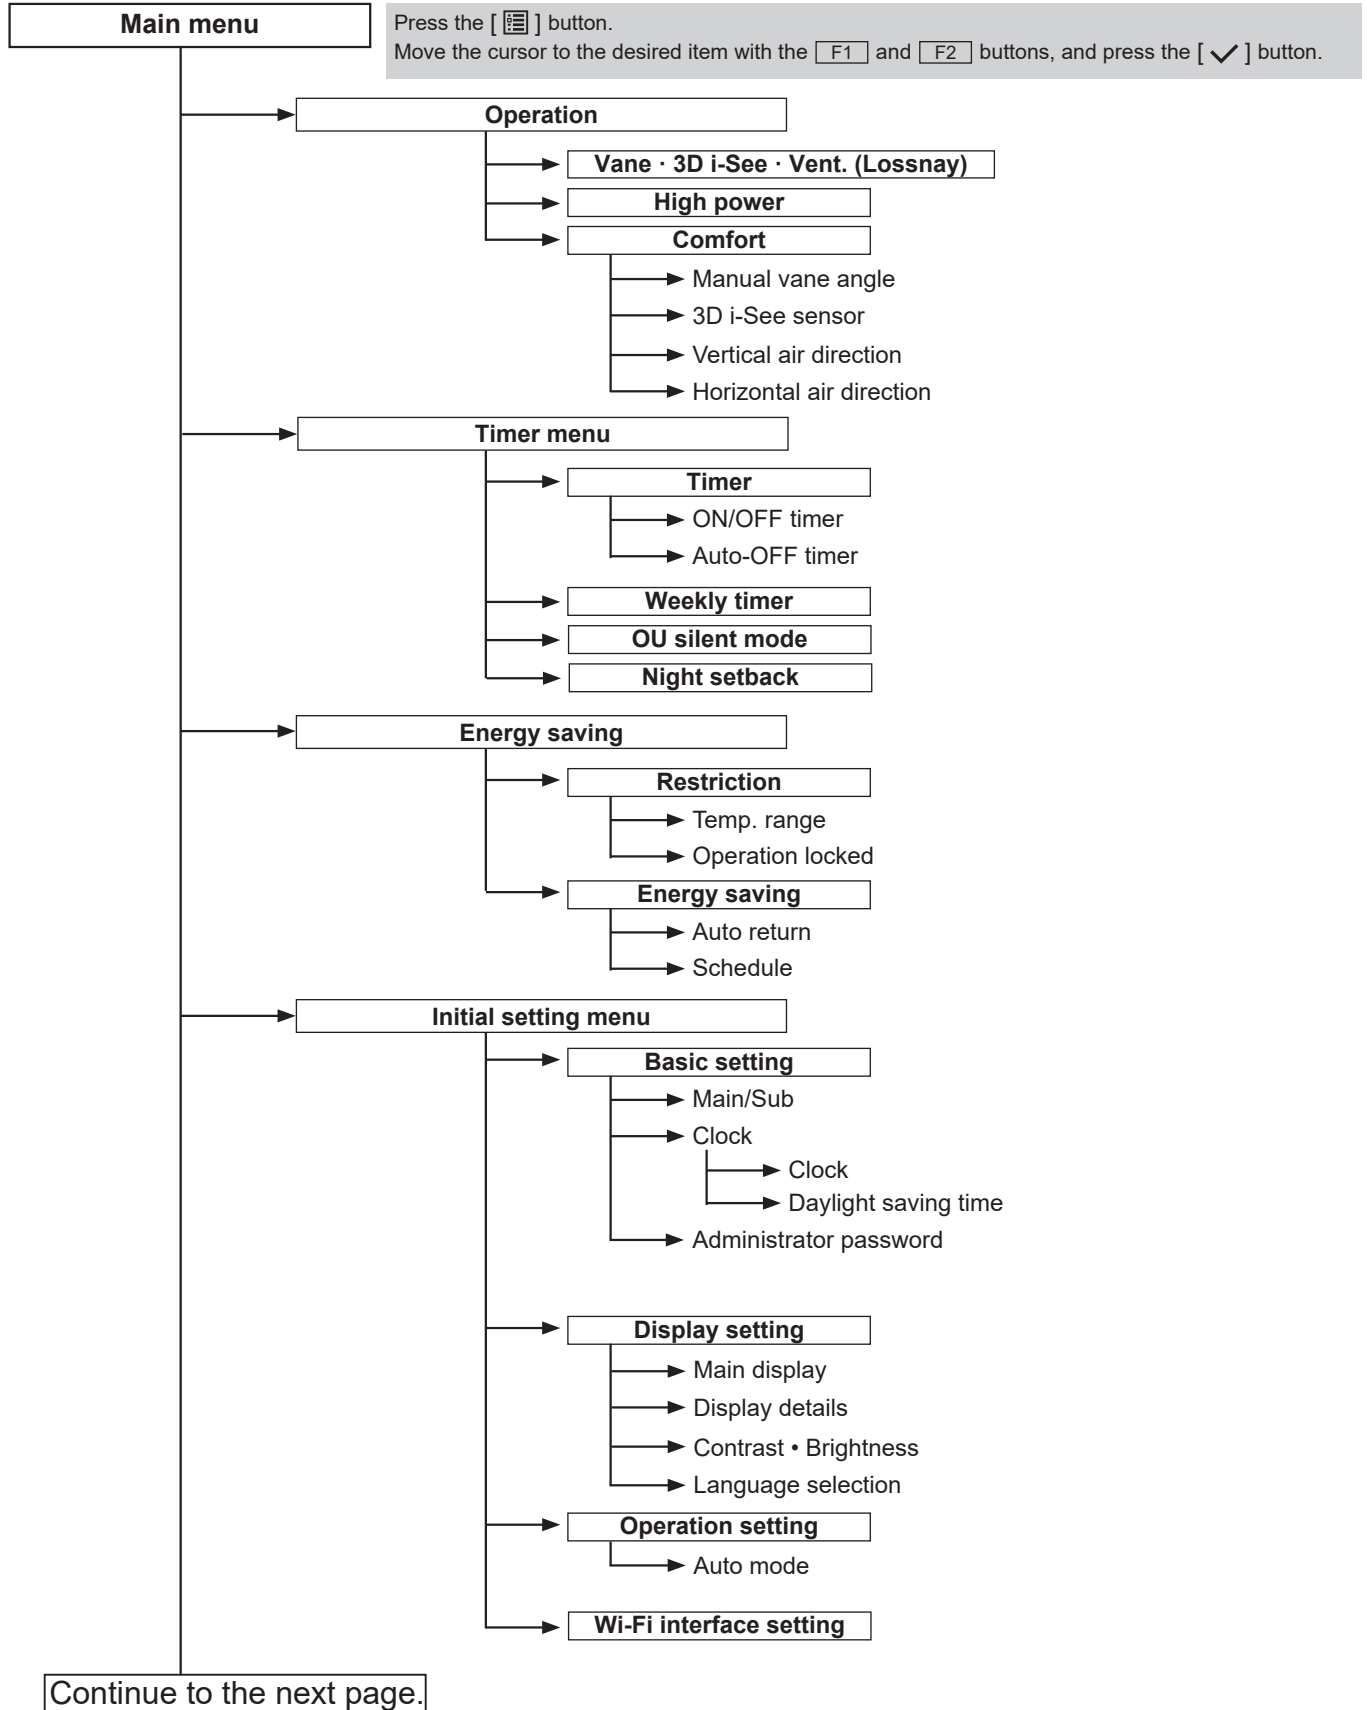 Main menu
Press the [ ] button.
Move the cursor to the desired item with the F1 and F2 buttons, and press the [ ✓ ] button.
Operation
Vane · 3D i-See · Vent. (Lossnay)
High power
Comfort
Manual vane angle
3D i-See sensor
Vertical air direction
Horizontal air direction
Timer menu
Timer
ON/OFF timer
Auto-OFF timer
Weekly timer
OU silent mode
Night setback
Energy saving
Restriction
Temp. range
Operation locked
Energy saving
Auto return
Schedule
Initial setting menu
Basic setting
Main/Sub
Clock
Clock
Daylight saving time
Administrator password
Display setting
Main display
Display details
Contrast • Brightness
Language selection
Operation setting
Auto mode
Wi-Fi interface setting
Continue to the next page.